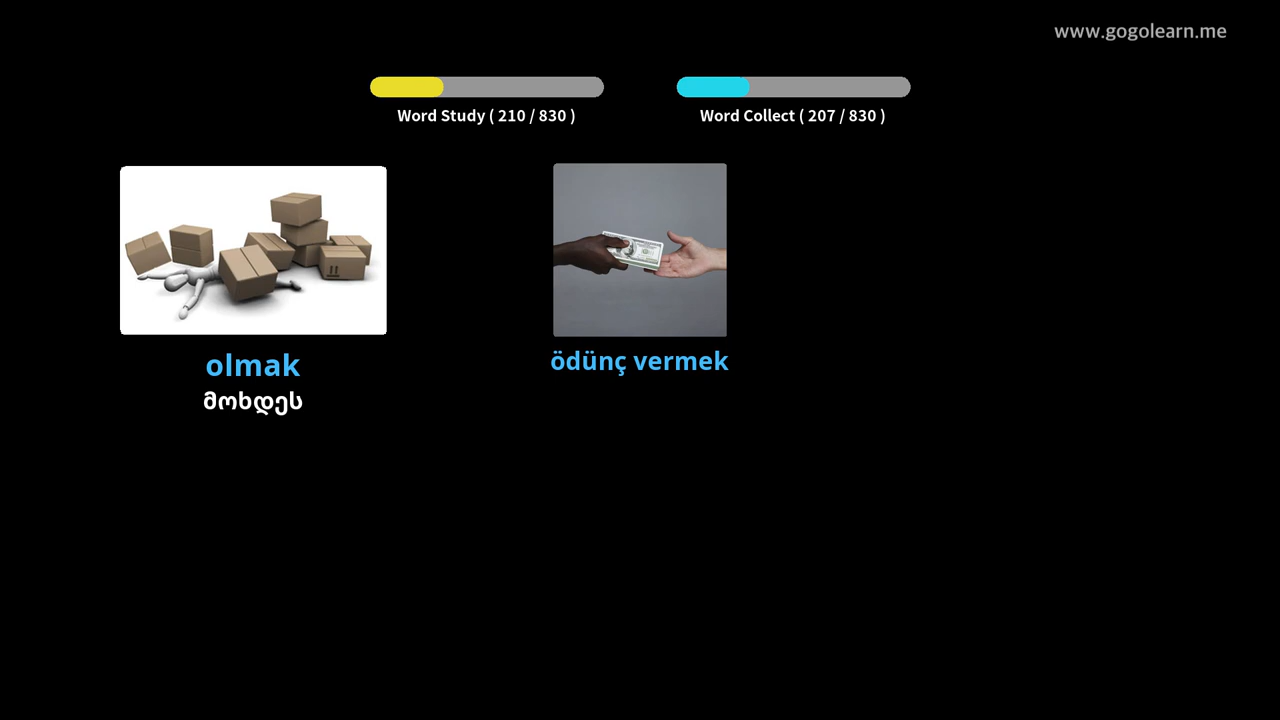 www.gogolearn.me
Word Study ( 210 / 830 )
Word Collect ( 207 / 830 )
olmak
მოხდეს
ödünç vermek